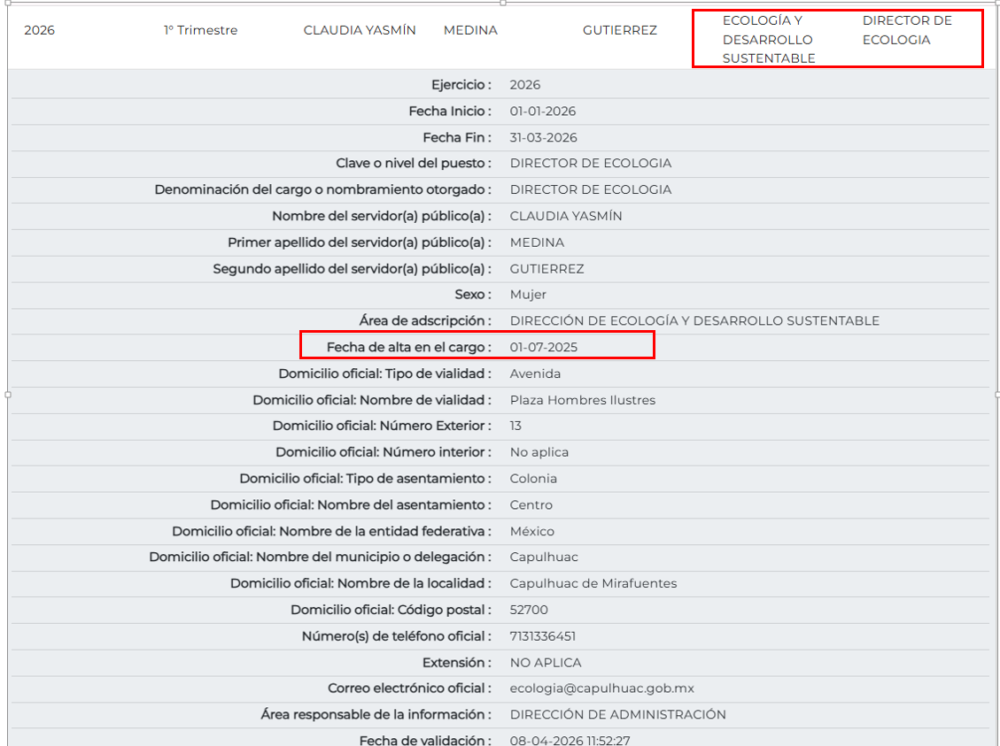 2026 1° Trimestre CLAUDIA YASMÍN MEDINA GUTIERREZ ECOLOGÍA Y DESARROLLO SUSTENTABLE DIRECTOR DE ECOLOGIA
Ejercicio : 2026
Fecha Inicio : 01-01-2026
Fecha Fin : 31-03-2026
Clave o nivel del puesto : DIRECTOR DE ECOLOGIA
Denominación del cargo o nombramiento otorgado : DIRECTOR DE ECOLOGIA
Nombre del servidor(a) público(a) : CLAUDIA YASMÍN
Primer apellido del servidor(a) público(a) : MEDINA
Segundo apellido del servidor(a) público(a) : GUTIERREZ
Sexo : Mujer
Área de adscripción : DIRECCIÓN DE ECOLOGÍA Y DESARROLLO SUSTENTABLE
Fecha de alta en el cargo : 01-07-2025
Domicilio oficial: Tipo de vialidad : Avenida
Domicilio oficial: Nombre de vialidad : Plaza Hombres Ilustres
Domicilio oficial: Número Exterior : 13
Domicilio oficial: Número interior : No aplica
Domicilio oficial: Tipo de asentamiento : Colonia
Domicilio oficial: Nombre del asentamiento : Centro
Domicilio oficial: Nombre de la entidad federativa : México
Domicilio oficial: Nombre del municipio o delegación : Capulhuac
Domicilio oficial: Nombre de la localidad : Capulhuac de Mirafuentes
Domicilio oficial: Código postal : 52700
Número(s) de teléfono oficial : 7131336451
Extensión : NO APLICA
Correo electrónico oficial : ecologia@capulhuac.gob.mx
Área responsable de la información : DIRECCIÓN DE ADMINISTRACIÓN
Fecha de validación : 08-04-2026 11:52:27